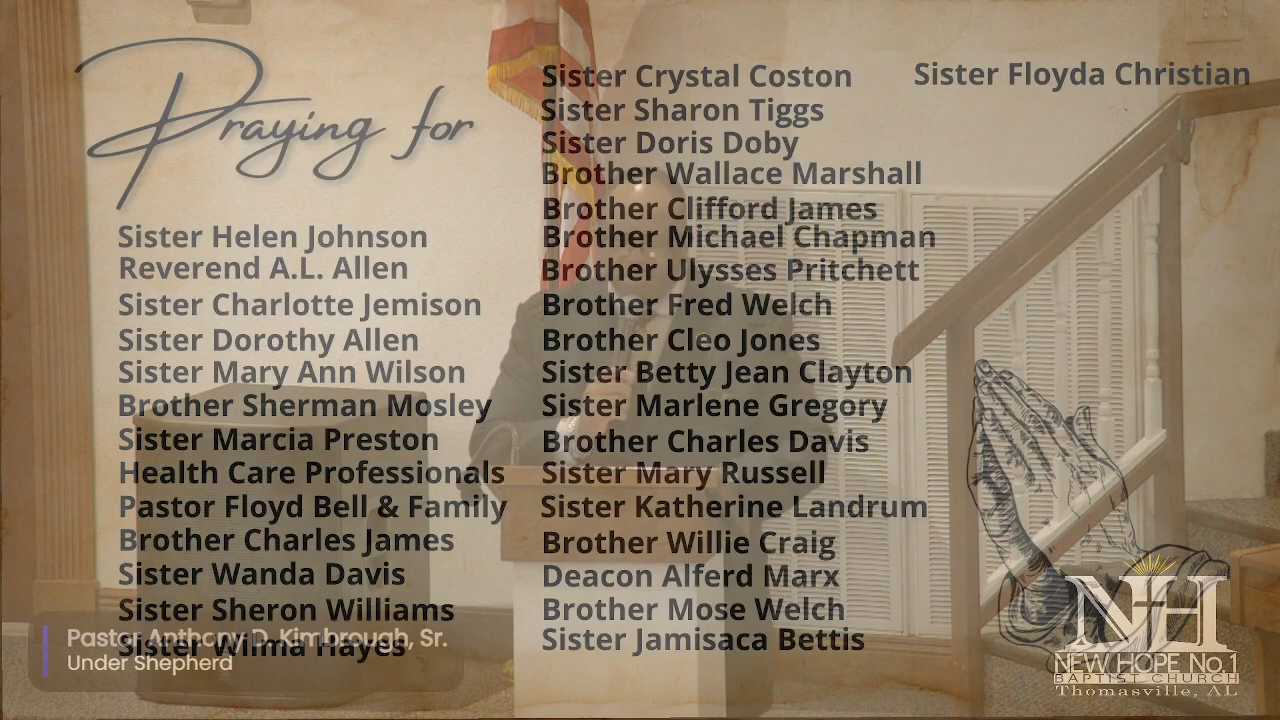 Praying for
Sister Helen Johnson
Reverend A.L. Allen
Sister Charlotte Jemison
Sister Dorothy Allen
Sister Mary Ann Wilson
Brother Sherman Mosley
Sister Marcia Preston
Health Care Professionals
Pastor Floyd Bell & Family
Brother Charles James
Sister Wanda Davis
Sister Sheron Williams
Sister Wilma Hayes
Pastor Anthony D. Kimbrough, Sr.
Under Shepherd
Sister Crystal Coston
Sister Sharon Tiggs
Sister Doris Doby
Brother Wallace Marshall
Brother Clifford James
Brother Michael Chapman
Brother Ulysses Pritchett
Brother Fred Welch
Brother Cleo Jones
Sister Betty Jean Clayton
Sister Marlene Gregory
Brother Charles Davis
Sister Mary Russell
Sister Katherine Landrum
Brother Willie Craig
Deacon Alferd Marx
Brother Mose Welch
Sister Jamisaca Bettis
Sister Floyda Christian
NH
NEW HOPE No.1
BAPTIST CHURCH
Thomasville, AL